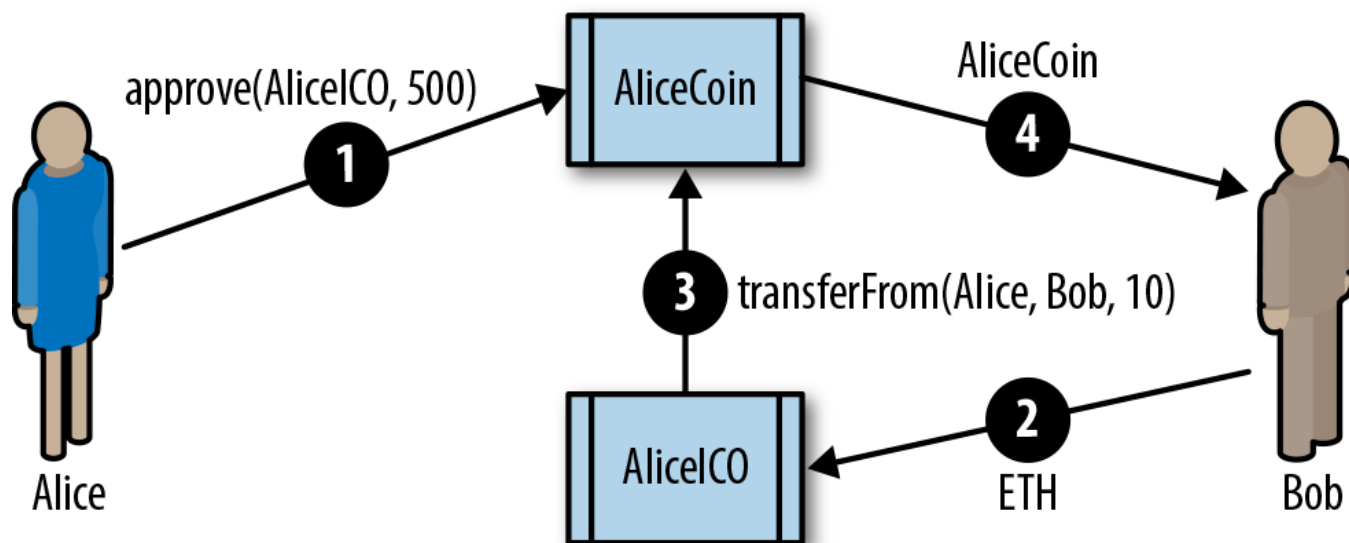 approve(AliceICO, 500)
1
AliceCoin
AliceCoin
4
3
transferFrom(Alice, Bob, 10)
AliceICO
2
ETH
Alice
Bob